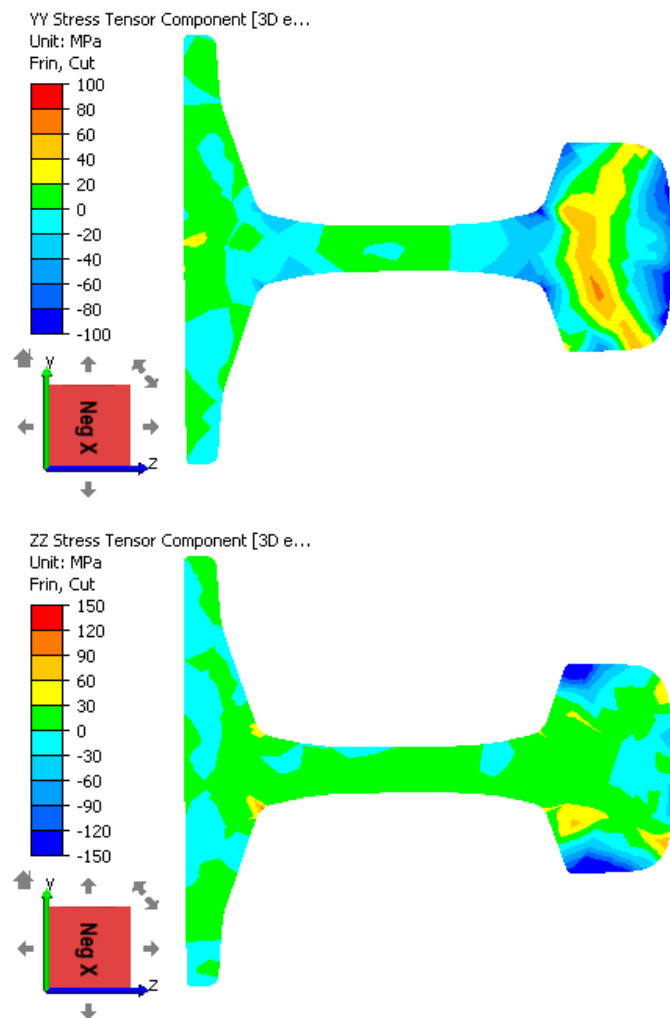 YY Stress Tensor Component [3D e...
Unit: MPa
Frin, Cut
100
80
60
40
20
0
-20
-40
-60
-80
-100
Y
Neg X
Z
ZZ Stress Tensor Component [3D e...
Unit: MPa
Frin, Cut
150
120
90
60
30
0
-30
-60
-90
-120
-150
Y
Neg X
Z